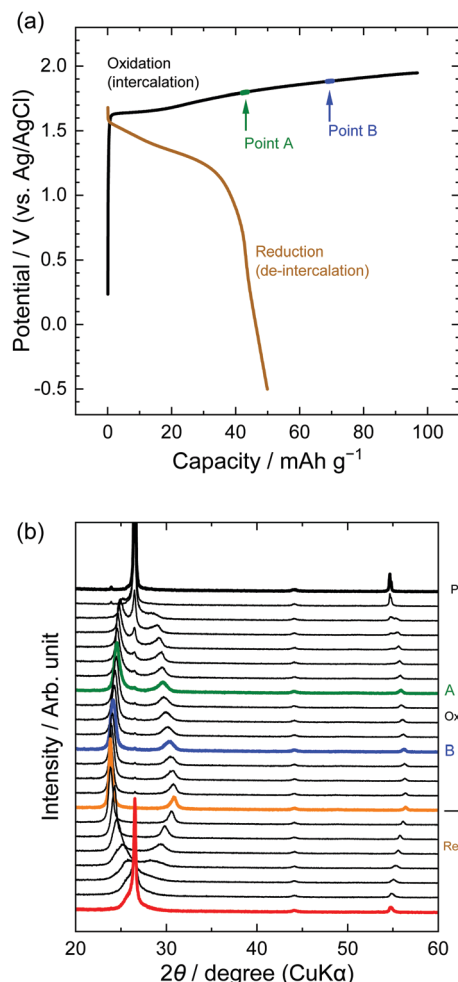 (a)
Oxidation
(intercalation)
Point A
Point B
Reduction
(de-intercalation)
2.0
1.5
1.0
0.5
0.0
-0.5
Potential / V (vs. Ag/AgCl)
0 20 40 60 80 100
Capacity / mAh g⁻¹
(b)
P
A
Ox
B
Re
Intensity / Arb. unit
20 30 40 50 60
2θ / degree (CuKα)